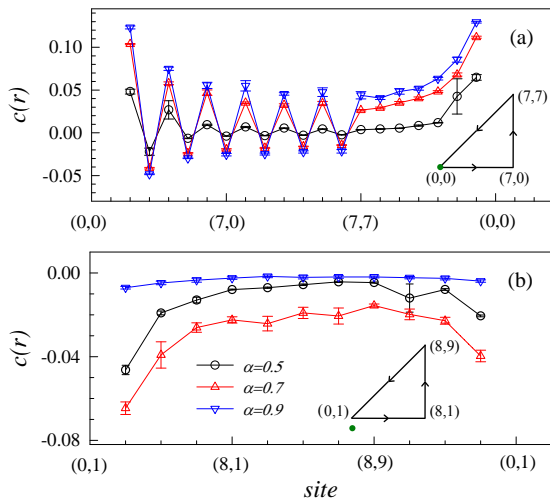 0.10
(a)
c(r)
0.05
(7,7)
0.00
-0.05
(0,0)
(7,0)
(0,0)
(7,0)
(7,7)
(0,0)
0.00
(b)
c(r)
-0.04
α=0.5
α=0.7
α=0.9
(8,9)
(0,1)
(8,1)
-0.08
(0,1)
(8,1)
(8,9)
(0,1)
site